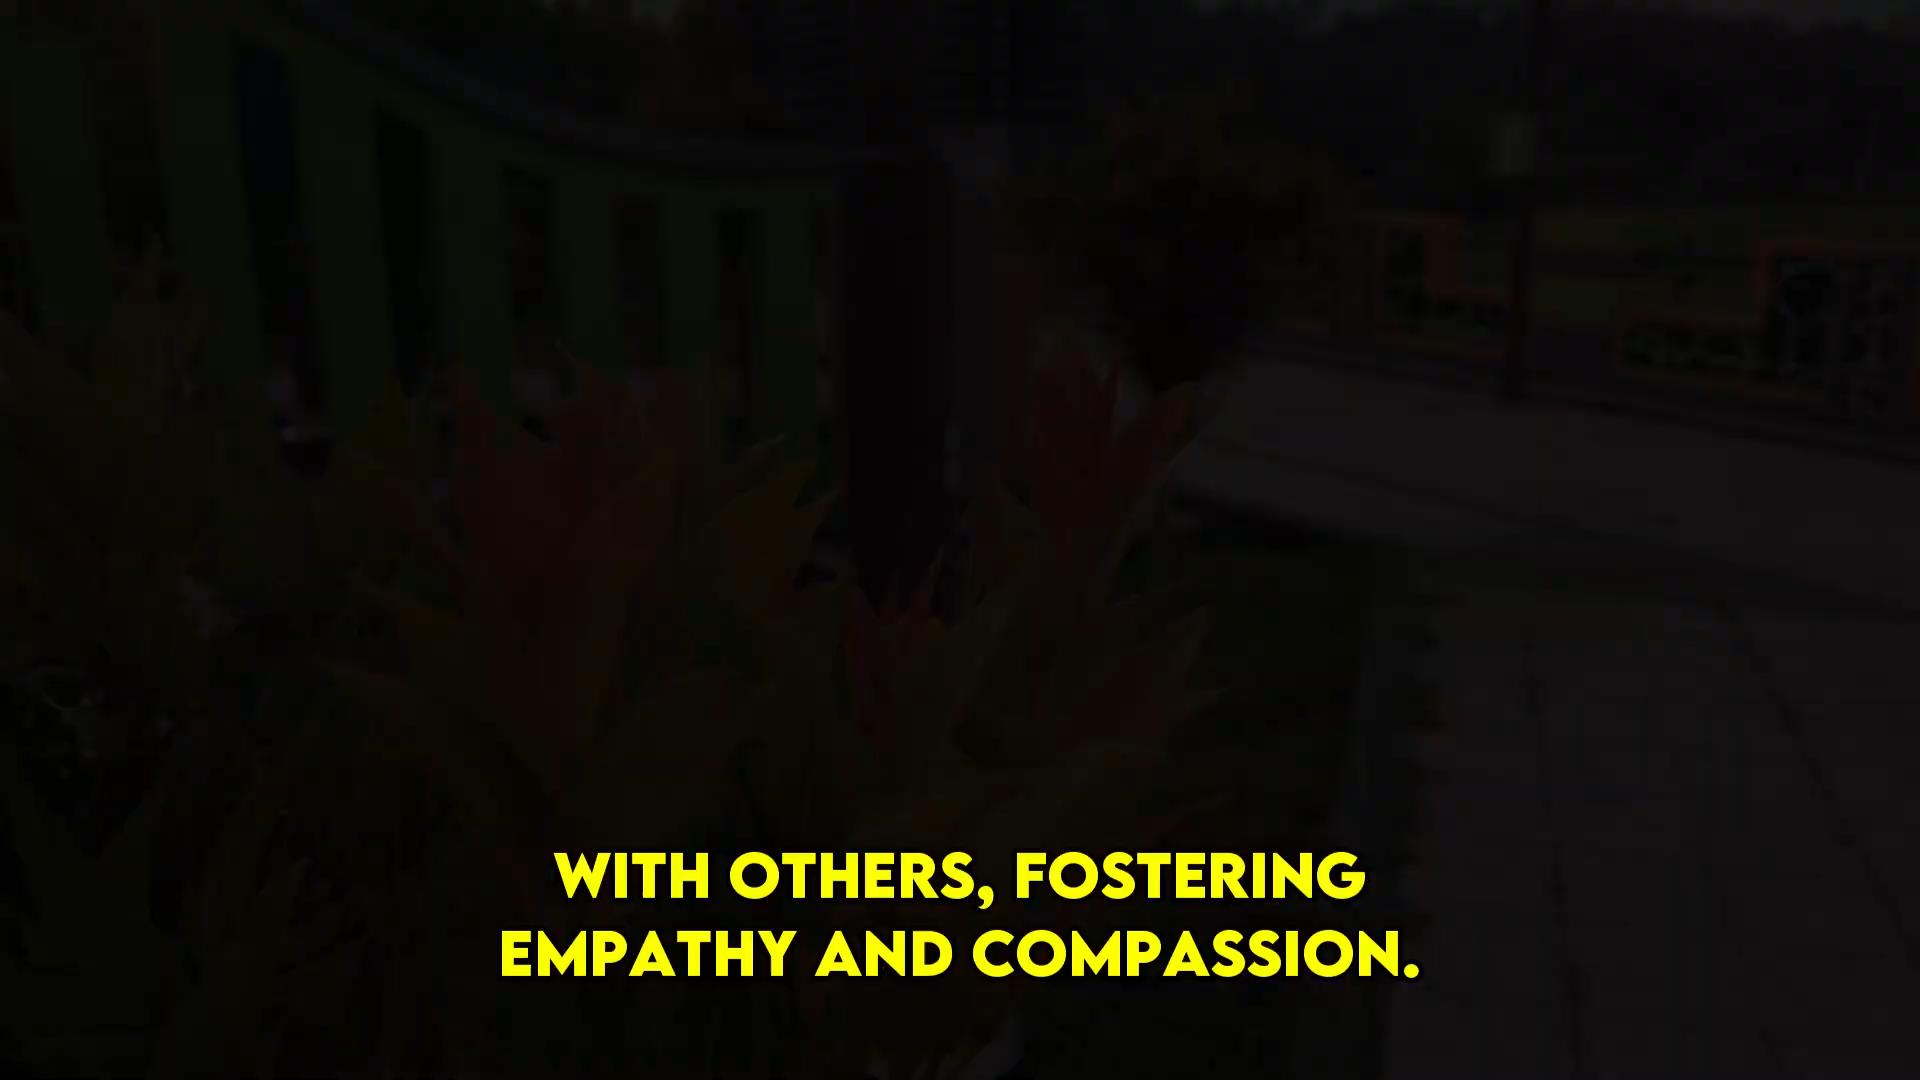 WITH OTHERS, FOSTERING
EMPATHY AND COMPASSION.